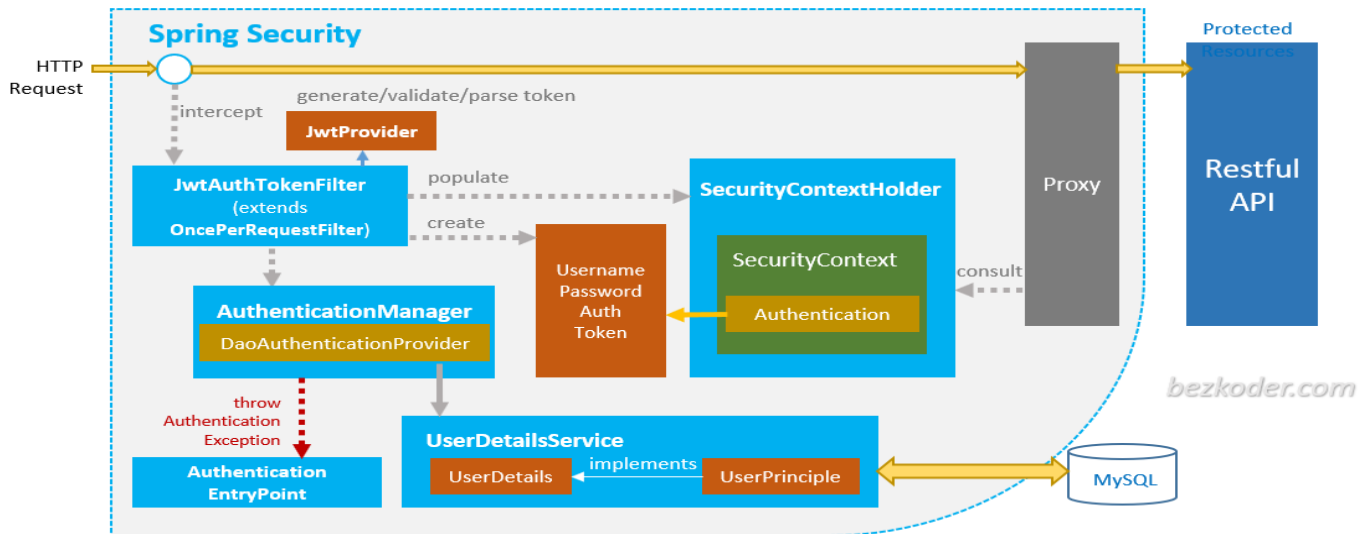 Spring Security
HTTP
Request
intercept
generate/validate/parse token
JwtProvider
JwtAuthTokenFilter
(extends
OncePerRequestFilter)
populate
create
Username
Password
Auth
Token
SecurityContextHolder
SecurityContext
Authentication
consult
Proxy
Protected
Resources
Restful
API
AuthenticationManager
DaoAuthenticationProvider
throw
Authentication
Exception
Authentication
EntryPoint
UserDetailsService
UserDetails
implements
UserPrinciple
MySQL
bezkoder.com